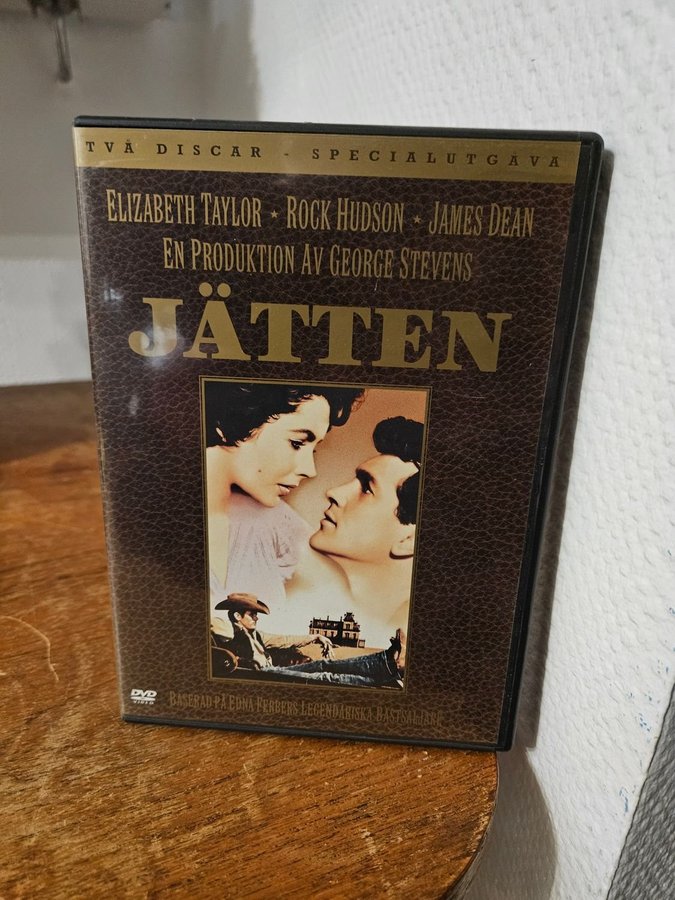 TVÅ DISCAR - SPECIALUTGÅVA
ELIZABETH TAYLOR ★ ROCK HUDSON ★ JAMES DEAN
EN PRODUKTION AV GEORGE STEVENS
JÄTTEN
DVD
VIDEO
BASERAD PÅ EDNA FERBERS LEGENDARISKA BÄSTSÄLJARE